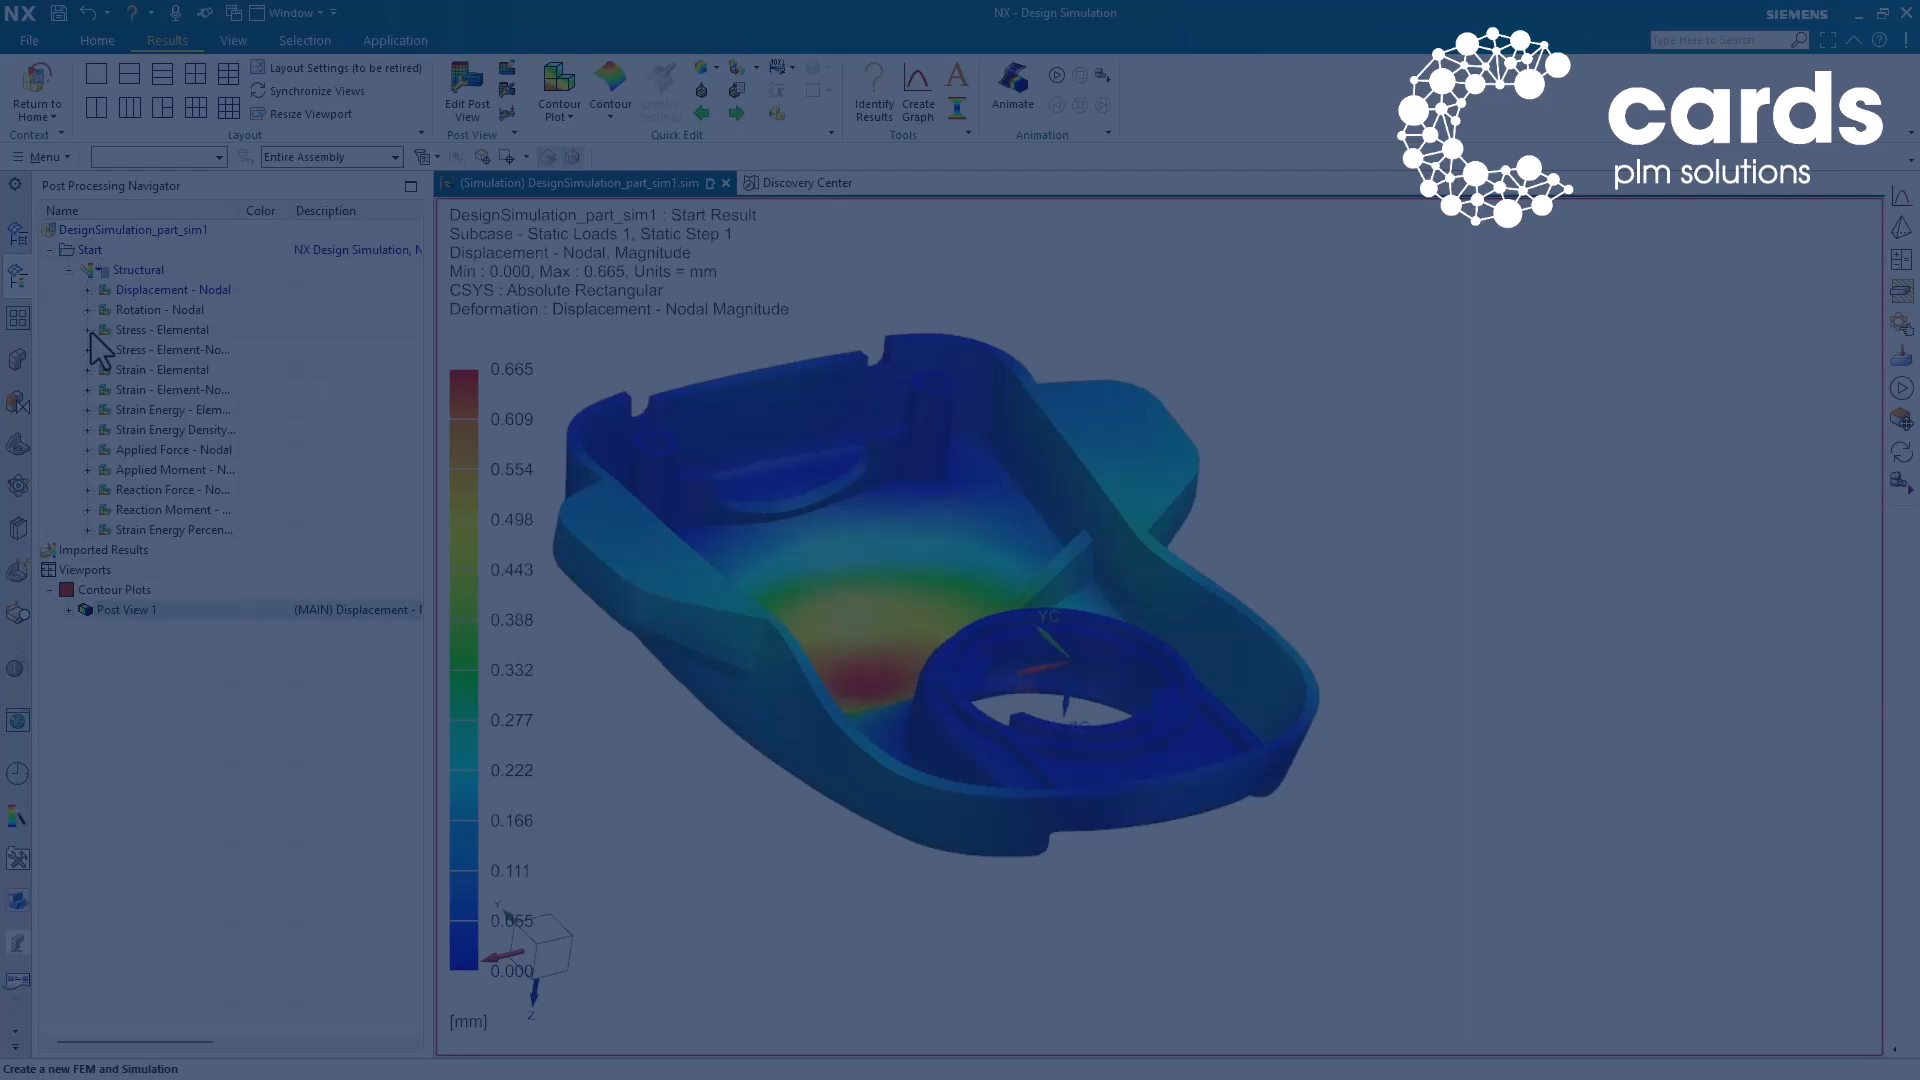 NX
Window
NX - Design Simulation
SIEMENS
File
Home
Results
View
Selection
Application
Type Here to Search
Return to Home
Layout Settings (to be retired)
Synchronize Views
Resize Viewport
Edit Post View
Contour Plot
Contour
Identify Results
Create Graph
Animate
Context
Layout
Post View
Quick Edit
Tools
Animation
cards
plm solutions
Menu
Entire Assembly
Post Processing Navigator
(Simulation) DesignSimulation_part_sim1.sim
Discovery Center
Name
Color
Description
DesignSimulation_part_sim1
Start
NX Design Simulation, N
Structural
Displacement - Nodal
Rotation - Nodal
Stress - Elemental
Stress - Element-No...
Strain - Elemental
Strain - Element-No...
Strain Energy - Elem...
Strain Energy Density...
Applied Force - Nodal
Applied Moment - N...
Reaction Force - No...
Reaction Moment - ...
Strain Energy Percen...
Imported Results
Viewports
Contour Plots
Post View 1
(MAIN) Displacement - N
DesignSimulation_part_sim1 : Start Result
Subcase - Static Loads 1, Static Step 1
Displacement - Nodal, Magnitude
Min : 0.000, Max : 0.665, Units = mm
CSYS : Absolute Rectangular
Deformation : Displacement - Nodal Magnitude
0.665
0.609
0.554
0.498
0.443
0.388
0.332
0.277
0.222
0.166
0.111
0.055
0.000
[mm]
YC
Y
Z
Create a new FEM and Simulation